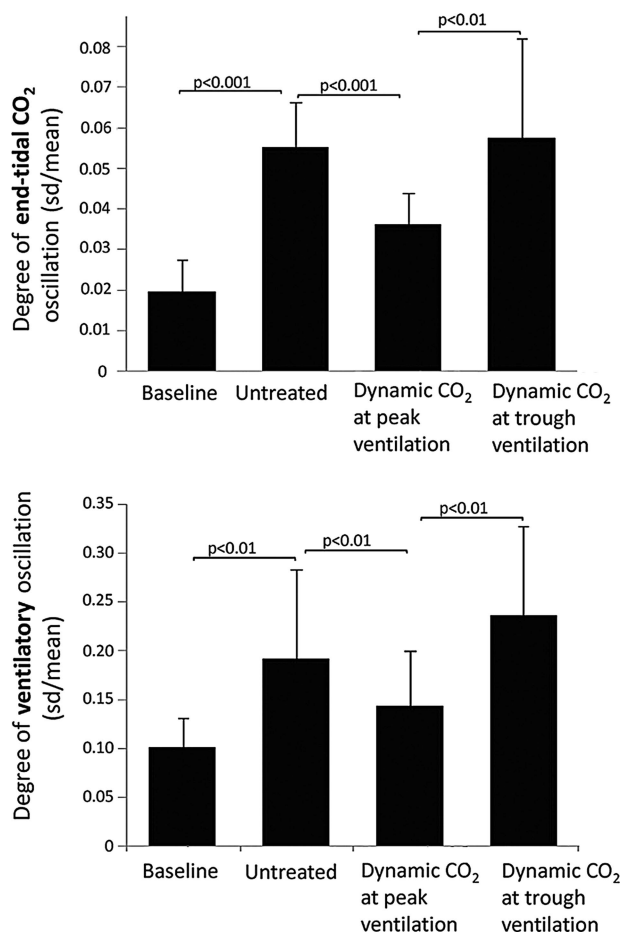 Degree of end-tidal CO₂
oscillation (sd/mean)
0.08
0.07
0.06
0.05
0.04
0.03
0.02
0.01
0
p<0.001
p<0.001
p<0.01
Baseline
Untreated
Dynamic CO₂
at peak
ventilation
Dynamic CO₂
at trough
ventilation
Degree of ventilatory oscillation
(sd/mean)
0.35
0.30
0.25
0.20
0.15
0.10
0.05
0
p<0.01
p<0.01
p<0.01
Baseline
Untreated
Dynamic CO₂
at peak
ventilation
Dynamic CO₂
at trough
ventilation